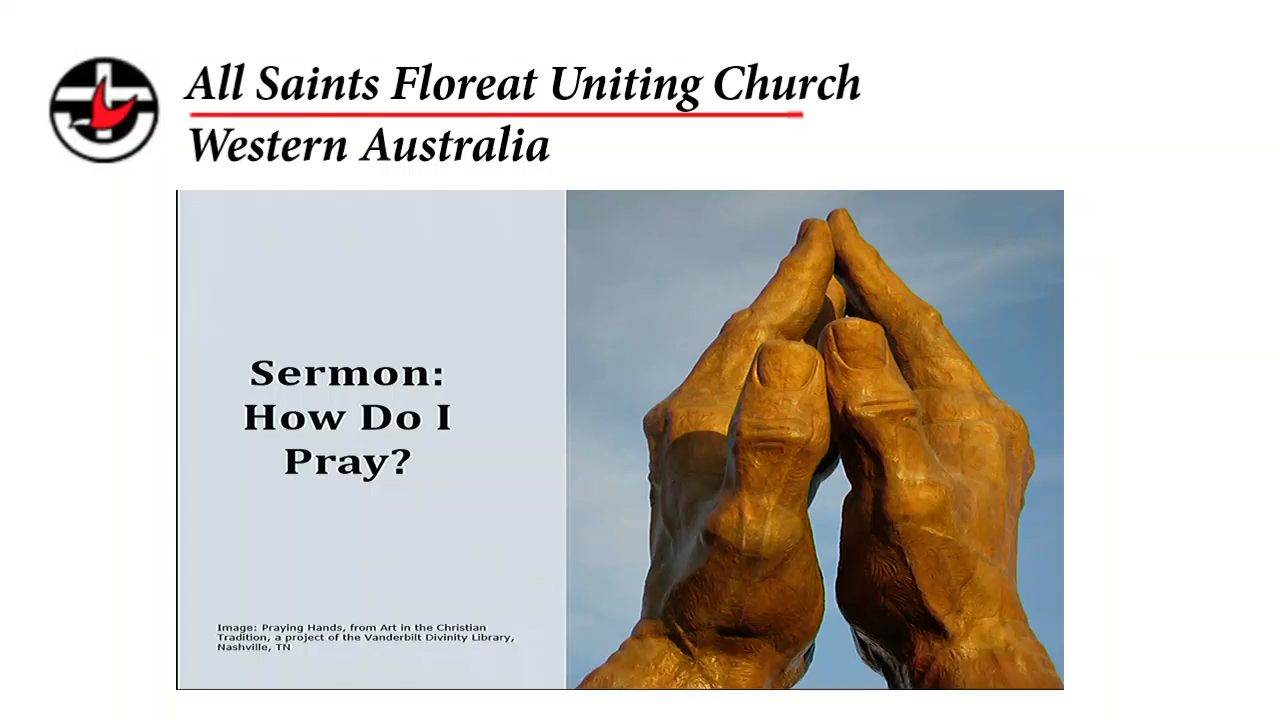 All Saints Floreat Uniting Church
Western Australia
Sermon:
How Do I
Pray?
Image: Praying Hands, from Art in the Christian
Tradition, a project of the Vanderbilt Divinity Library,
Nashville, TN